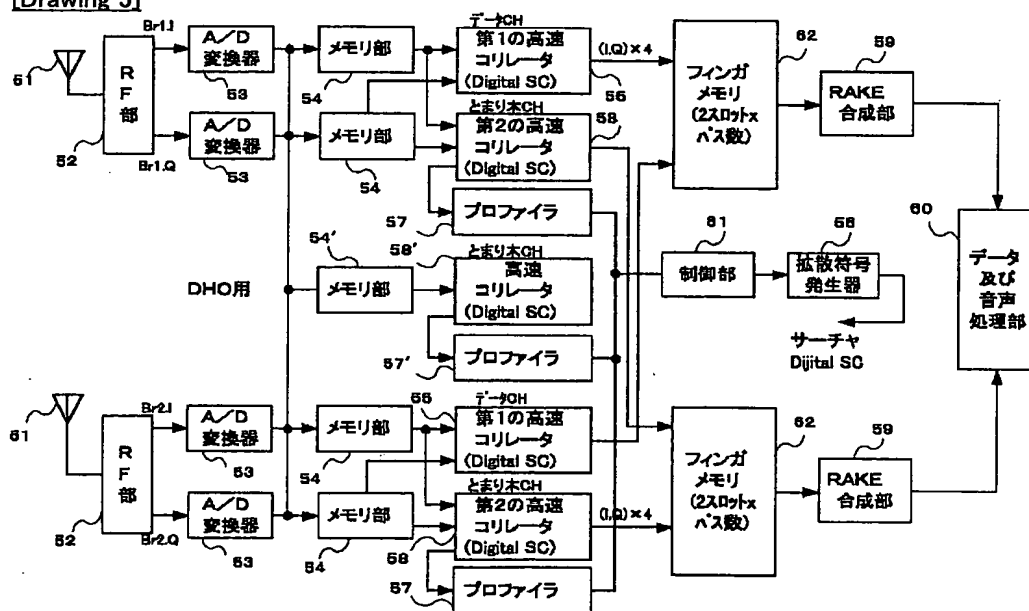 [Drawing 5]
Br1.I
A/D
変換器
53
メモリ部
54
データCH
第1の高速
コリレータ
(Digital SC)
55
(I,Q)×4
フィンガ
メモリ
(2スロットx
パス数)
62
59
RAKE
合成部
51
RF部
52
Br1.Q
A/D
変換器
53
メモリ部
54
とまり木CH
第2の高速
コリレータ
(Digital SC)
58
プロファイラ
57
54'
メモリ部
DHO用
58'
とまり木CH
高速
コリレータ
(Digital SC)
プロファイラ
57'
61
制御部
56
拡散符号
発生器
サーチャ
Dijital SC
60
データ
及び
音声
処理部
51
RF部
52
Br2.I
A/D
変換器
53
メモリ部
54
55
データCH
第1の高速
コリレータ
(Digital SC)
Br2.Q
A/D
変換器
53
メモリ部
54
とまり木CH
第2の高速
コリレータ
(Digital SC)
58
(I,Q)×4
プロファイラ
57
フィンガ
メモリ
(2スロットx
パス数)
62
59
RAKE
合成部